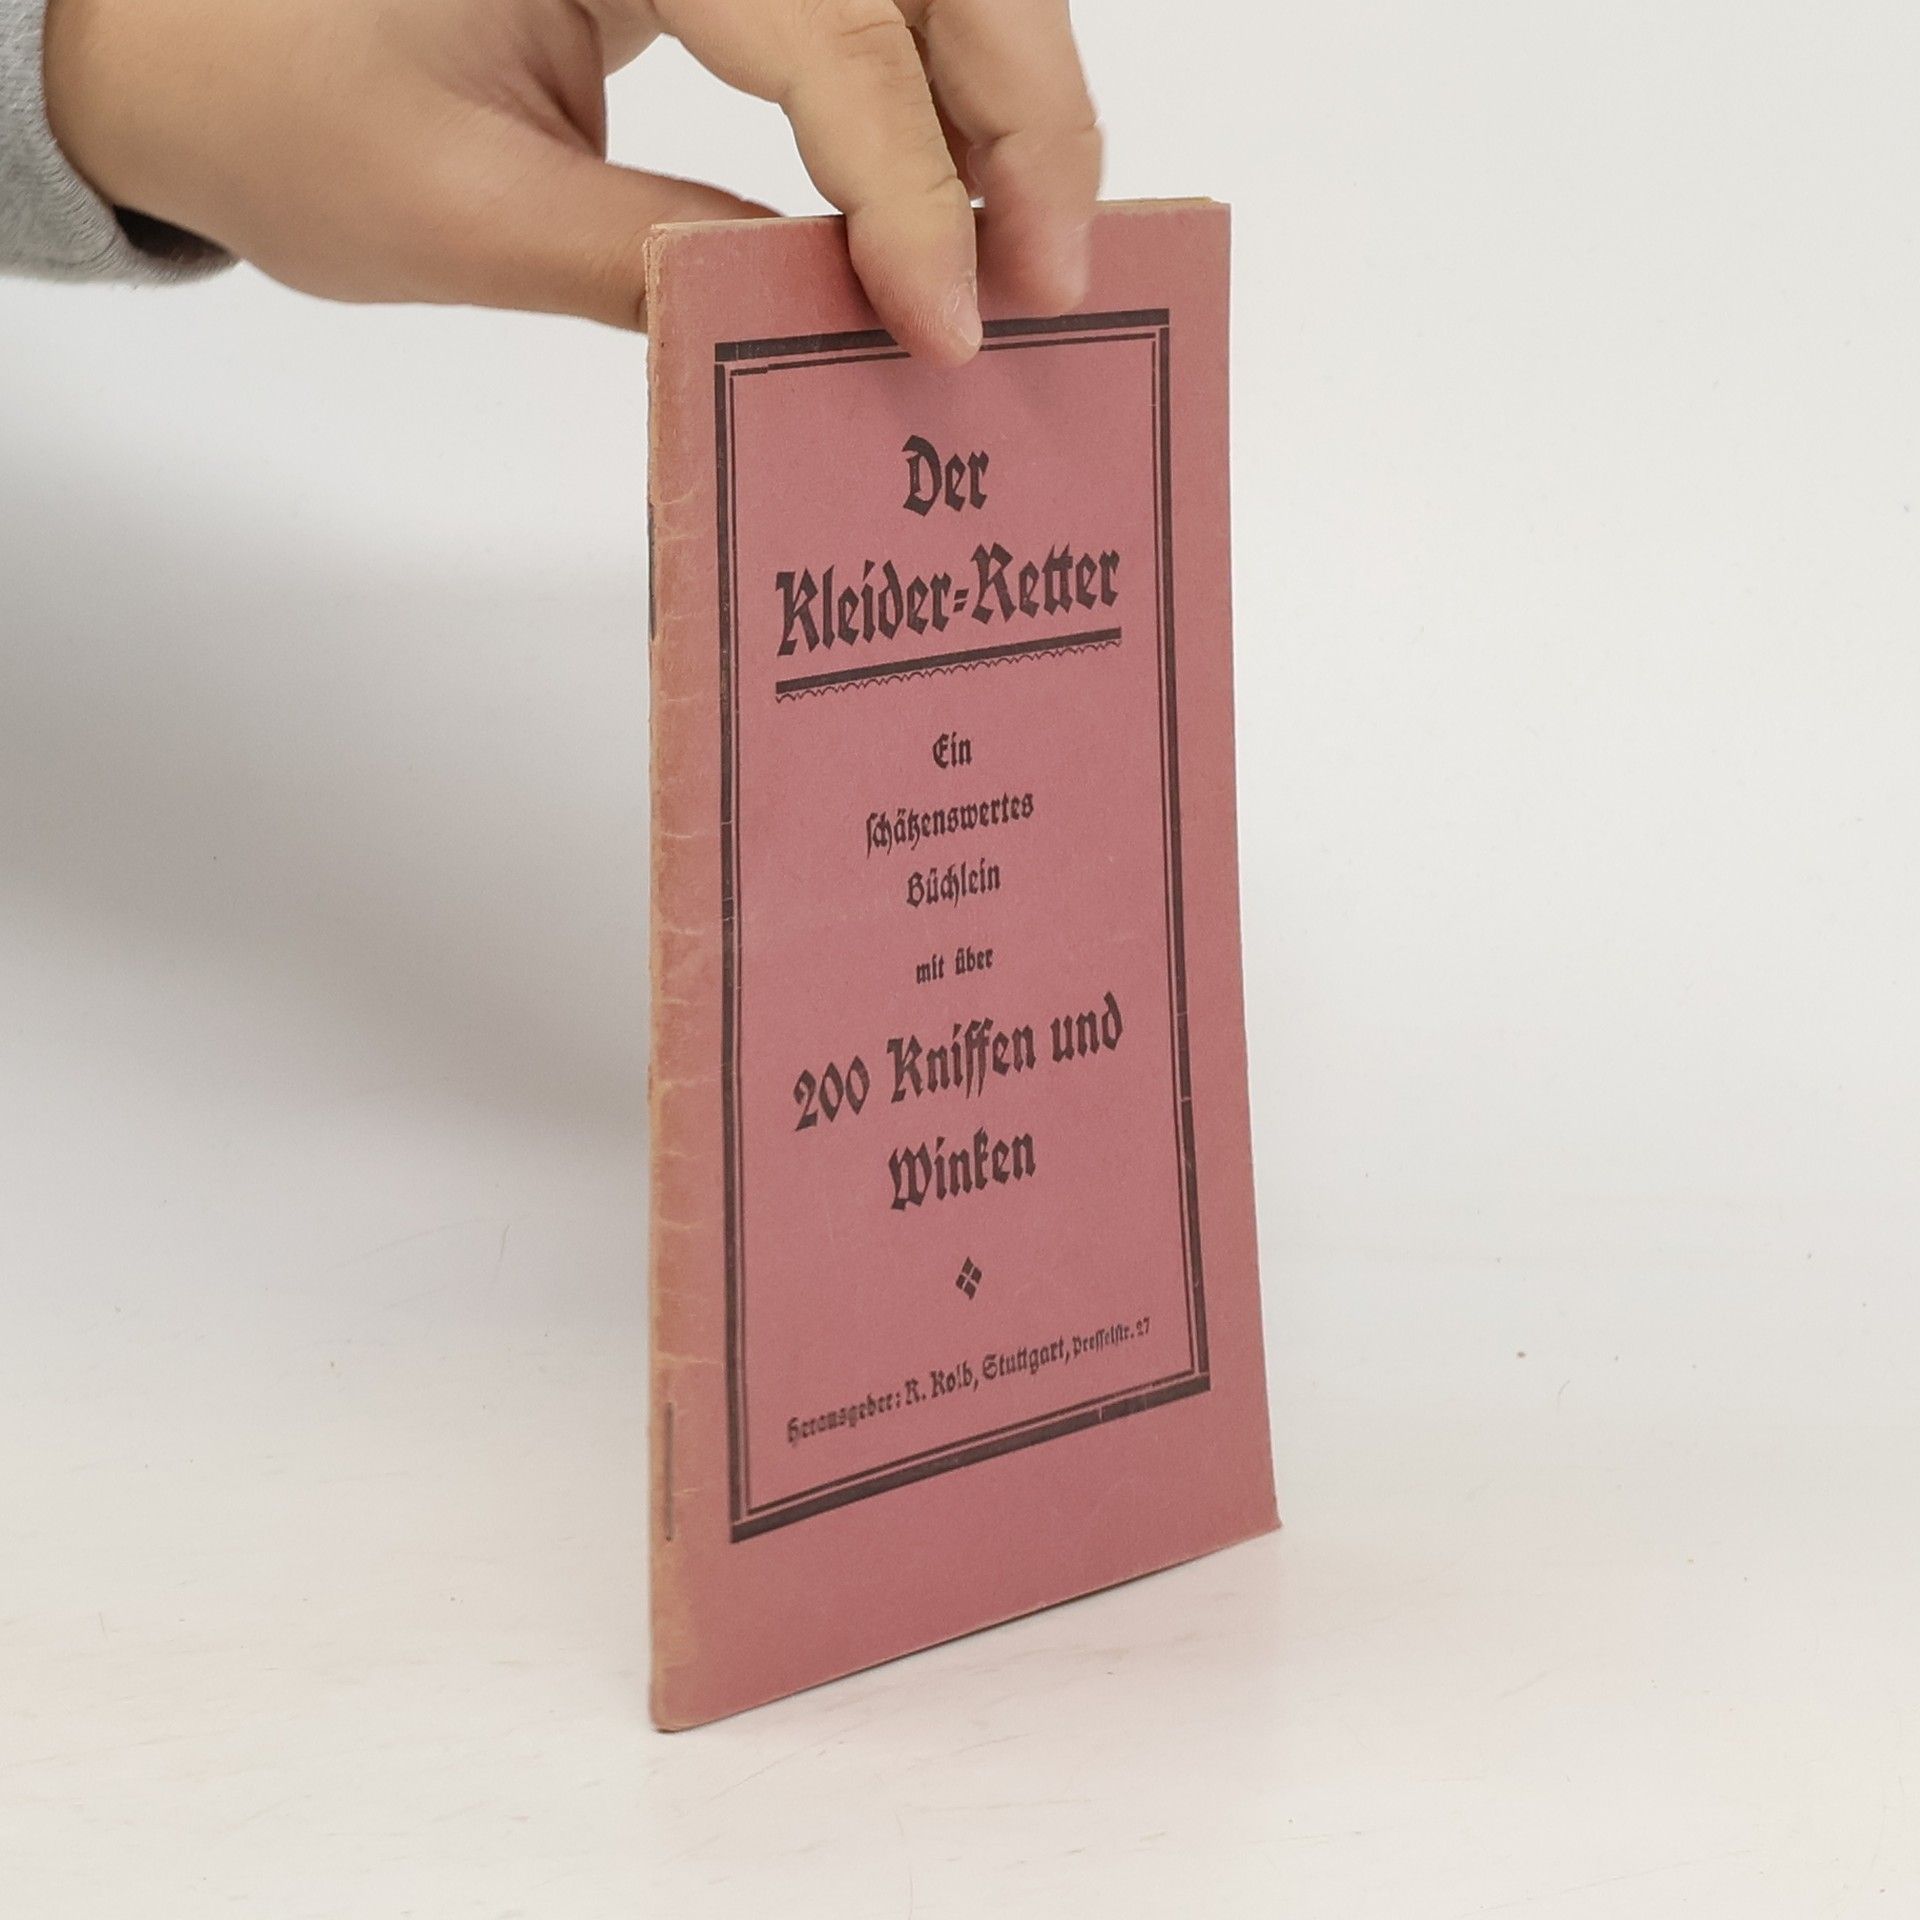 Der
Kleider=Retter
Ein
schätzenswertes
Büchlein
mit über
200 Kniffen und
Winken
Herausgeber: R. Kolb, Stuttgart, Presselstr. 27